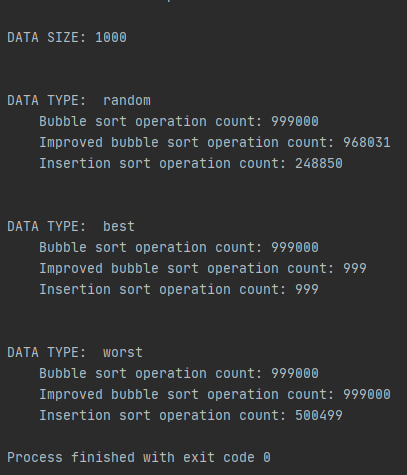 DATA SIZE: 1000
DATA TYPE:  random
    Bubble sort operation count: 999000
    Improved bubble sort operation count: 968031
    Insertion sort operation count: 248850
DATA TYPE:  best
    Bubble sort operation count: 999000
    Improved bubble sort operation count: 999
    Insertion sort operation count: 999
DATA TYPE:  worst
    Bubble sort operation count: 999000
    Improved bubble sort operation count: 999000
    Insertion sort operation count: 500499
Process finished with exit code 0